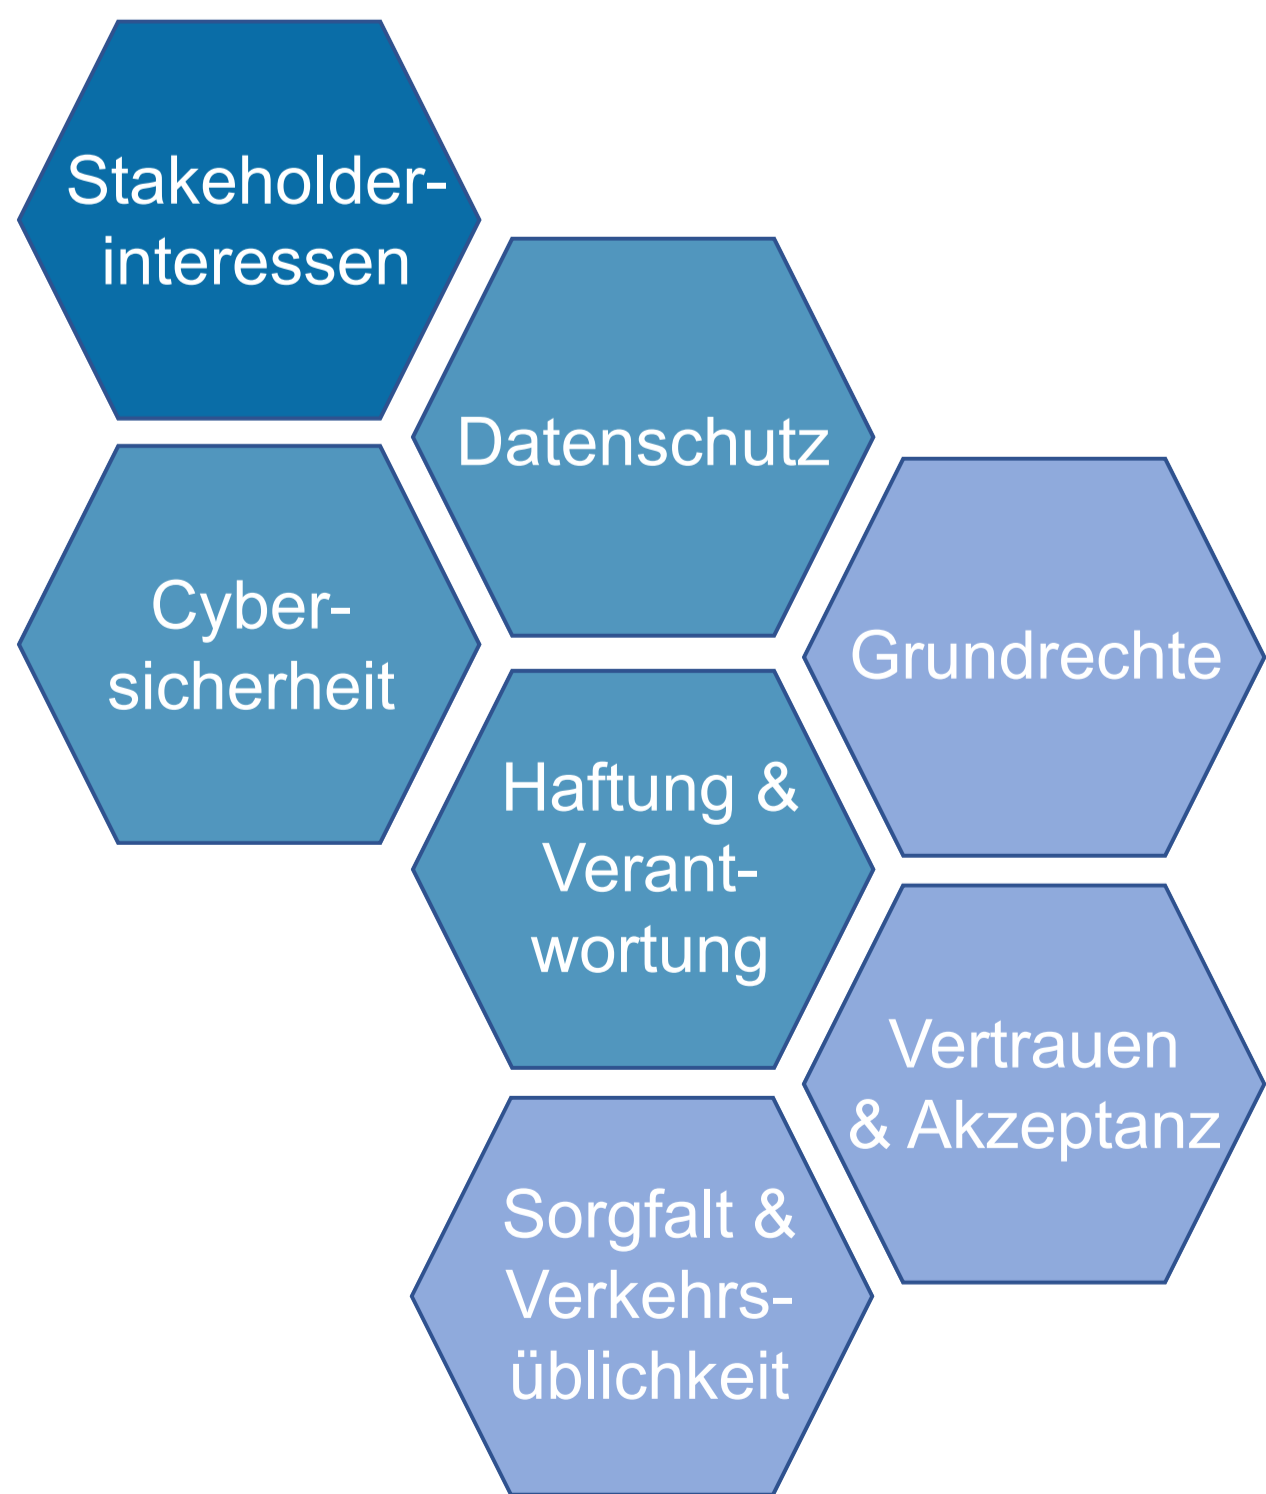 Stakeholder-
interessen
Datenschutz
Cyber-
sicherheit
Grundrechte
Haftung &
Verant-
wortung
Vertrauen
& Akzeptanz
Sorgfalt &
Verkehrs-
üblichkeit